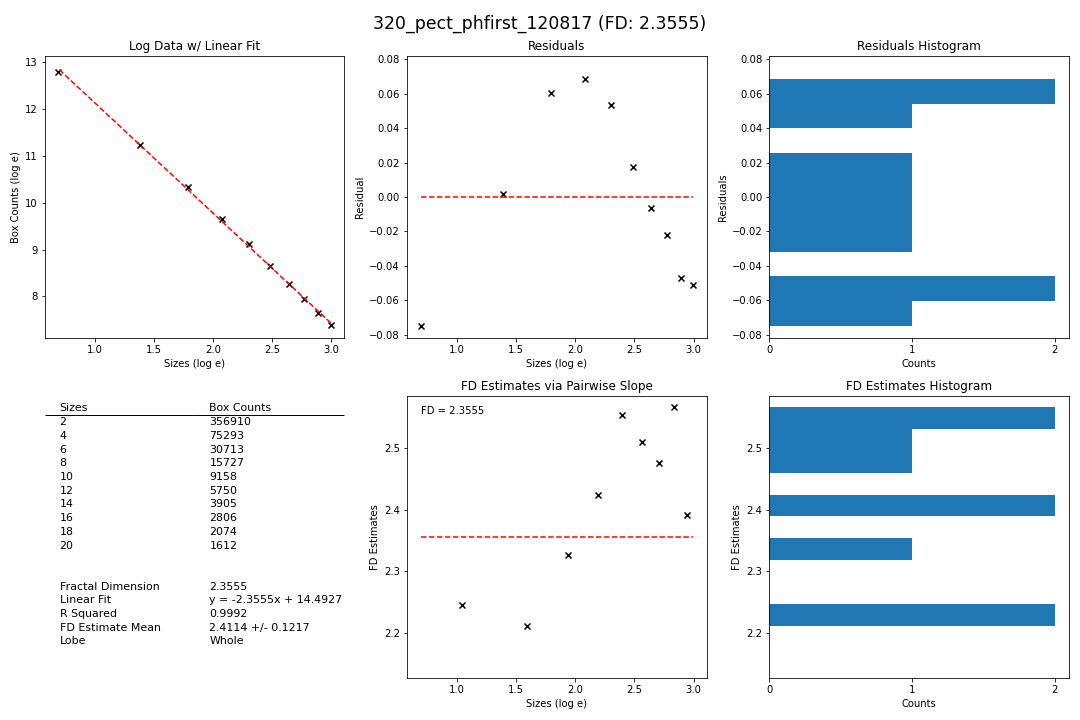 320_pect_phfirst_120817 (FD: 2.3555)
Log Data w/ Linear Fit
Box Counts (log e)
13
12
11
10
9
8
1.0 1.5 2.0 2.5 3.0
Sizes (log e)
Residuals
Residual
0.08
0.06
0.04
0.02
0.00
−0.02
−0.04
−0.06
−0.08
1.0 1.5 2.0 2.5 3.0
Sizes (log e)
Residuals Histogram
Residuals
0.08
0.06
0.04
0.02
0.00
−0.02
−0.04
−0.06
−0.08
0 1 2
Counts
Sizes Box Counts
2 356910
4 75293
6 30713
8 15727
10 9158
12 5750
14 3905
16 2806
18 2074
20 1612
Fractal Dimension 2.3555
Linear Fit y = -2.3555x + 14.4927
R Squared 0.9992
FD Estimate Mean 2.4114 +/- 0.1217
Lobe Whole
FD Estimates via Pairwise Slope
FD = 2.3555
FD Estimates
2.5
2.4
2.3
2.2
1.0 1.5 2.0 2.5 3.0
Sizes (log e)
FD Estimates Histogram
FD Estimates
2.5
2.4
2.3
2.2
0 1 2
Counts